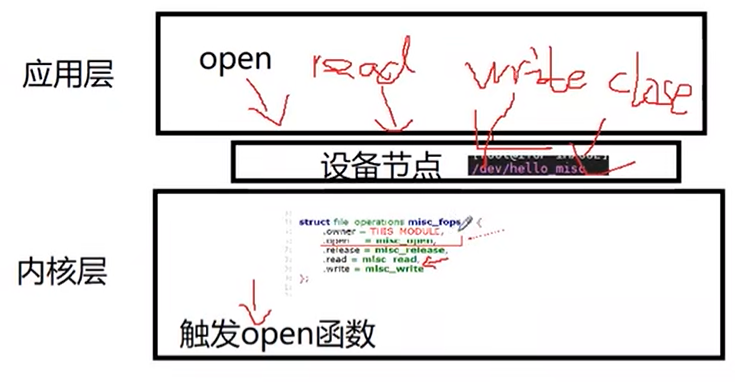 应用层
open read write close
设备节点
/dev/hello_misc
内核层
struct file_operations misc_fops {
.owner = THIS_MODULE,
.open = misc_open,
.release = misc_release,
.read = misc_read,
.write = misc_write
};
触发open函数